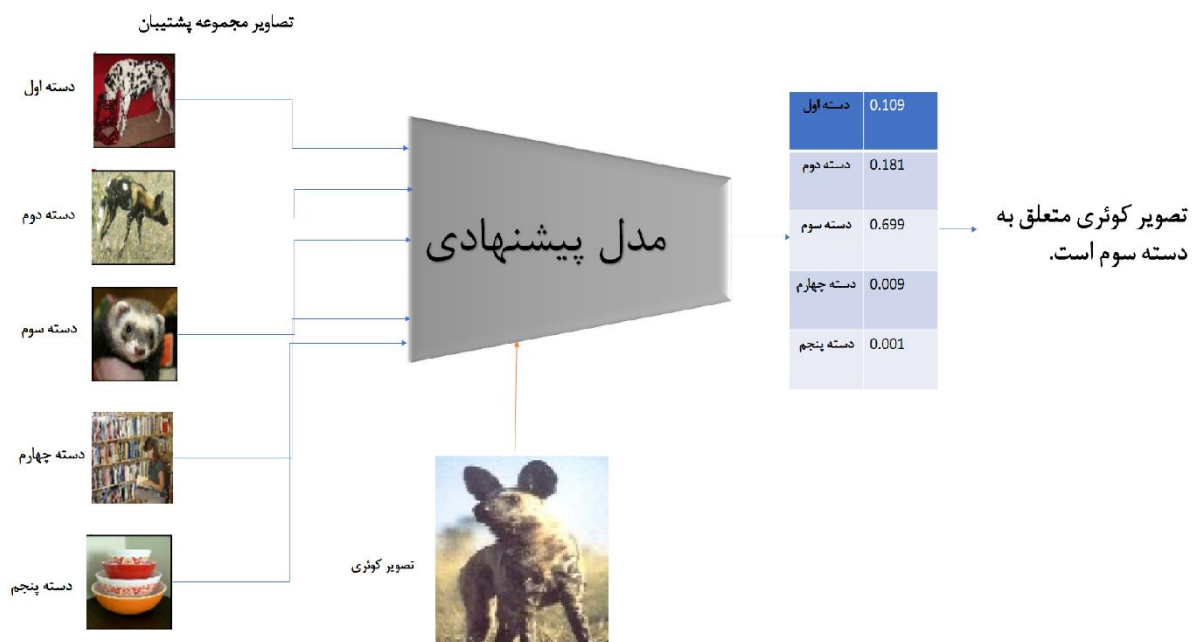 تصاویر مجموعه پشتیبان
دسته اول
دسته دوم
دسته سوم
دسته چهارم
دسته پنجم
مدل پیشنهادی
تصویر کوئری
دسته اول 0.109
دسته دوم 0.181
دسته سوم 0.699
دسته چهارم 0.009
دسته پنجم 0.001
تصویر کوئری متعلق به
دسته سوم است.